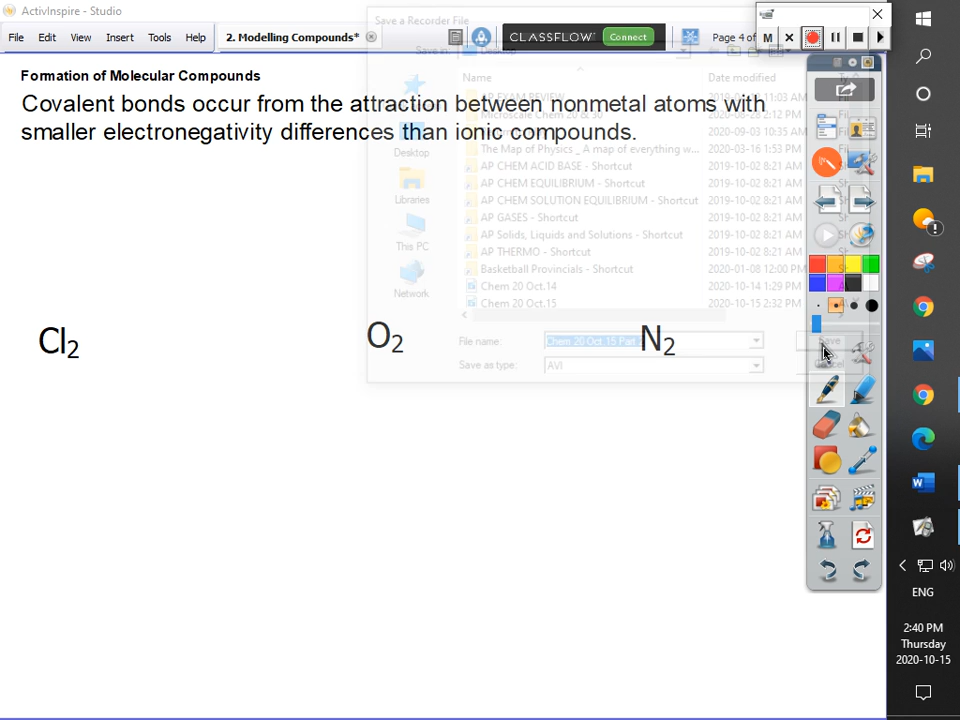 ActivInspire - Studio
File Edit View Insert Tools Help
2. Modelling Compounds*
CLASSFLOW™ Connect
Page 4 of
M
Save a Recorder File
Save in:
Desktop
Name Date modified
Formation of Molecular Compounds
Covalent bonds occur from the attraction between nonmetal atoms with
smaller electronegativity differences than ionic compounds.
AP EXAM REVIEW 11:03 AM
Microscale Chem 20 & 30 2:12 PM
2020-09-03 10:35 AM
The Map of Physics _ A map of everything w... 2020-03-16 1:53 PM
AP CHEM ACID BASE - Shortcut 2019-10-02 8:21 AM
AP CHEM EQUILIBRIUM - Shortcut 2019-10-02 8:21 AM
AP CHEM SOLUTION EQUILIBRIUM - Shortcut 2019-10-02 8:21 AM
AP GASES - Shortcut 2019-10-02 8:21 AM
AP Solids, Liquids and Solutions - Shortcut 2019-10-02 8:21 AM
AP THERMO - Shortcut 2019-10-02 8:21 AM
Basketball Provincials - Shortcut 2020-01-08 12:00 PM
Chem 20 Oct.14 2020-10-14 1:29 PM
Chem 20 Oct.15 2020-10-15 2:32 PM
Desktop
Libraries
This PC
Network
File name: Chem 20 Oct 15 Part
Save as type: AVI
Save
Cancel
Cl₂ O₂ N₂
ENG
2:40 PM
Thursday
2020-10-15